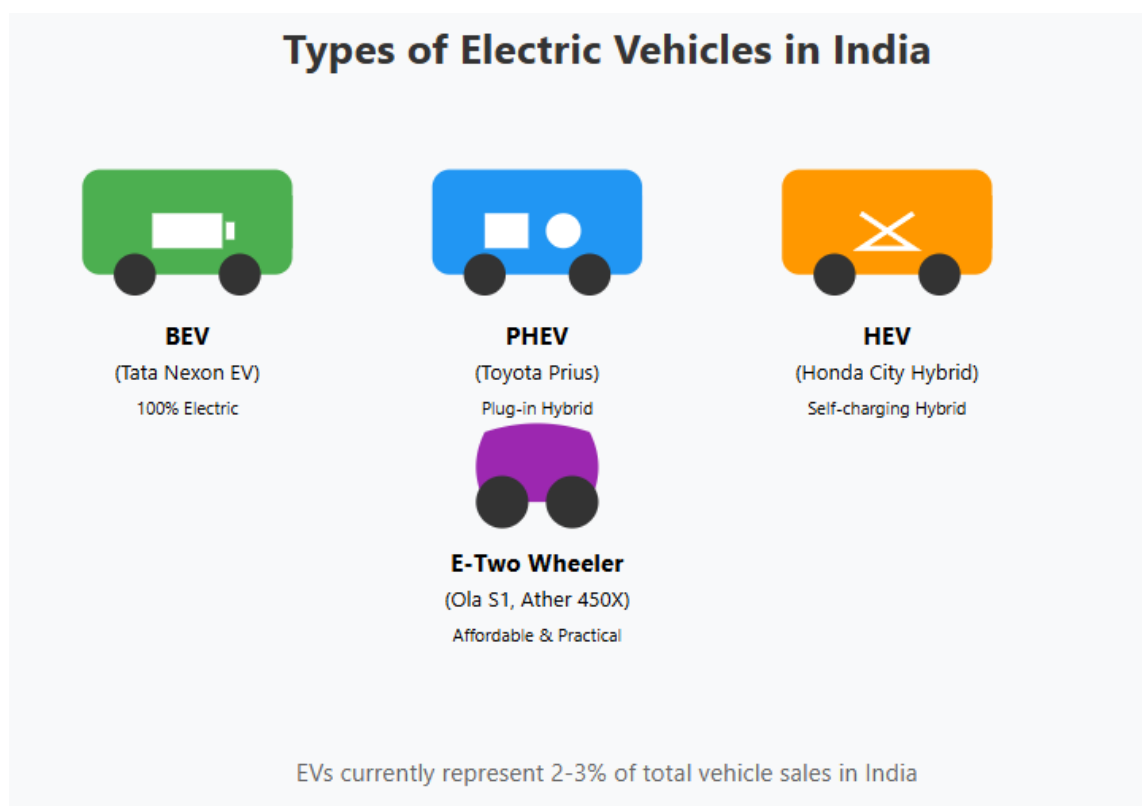 Types of Electric Vehicles in India
BEV
(Tata Nexon EV)
100% Electric
PHEV
(Toyota Prius)
Plug-in Hybrid
HEV
(Honda City Hybrid)
Self-charging Hybrid
E-Two Wheeler
(Ola S1, Ather 450X)
Affordable & Practical
EVs currently represent 2-3% of total vehicle sales in India